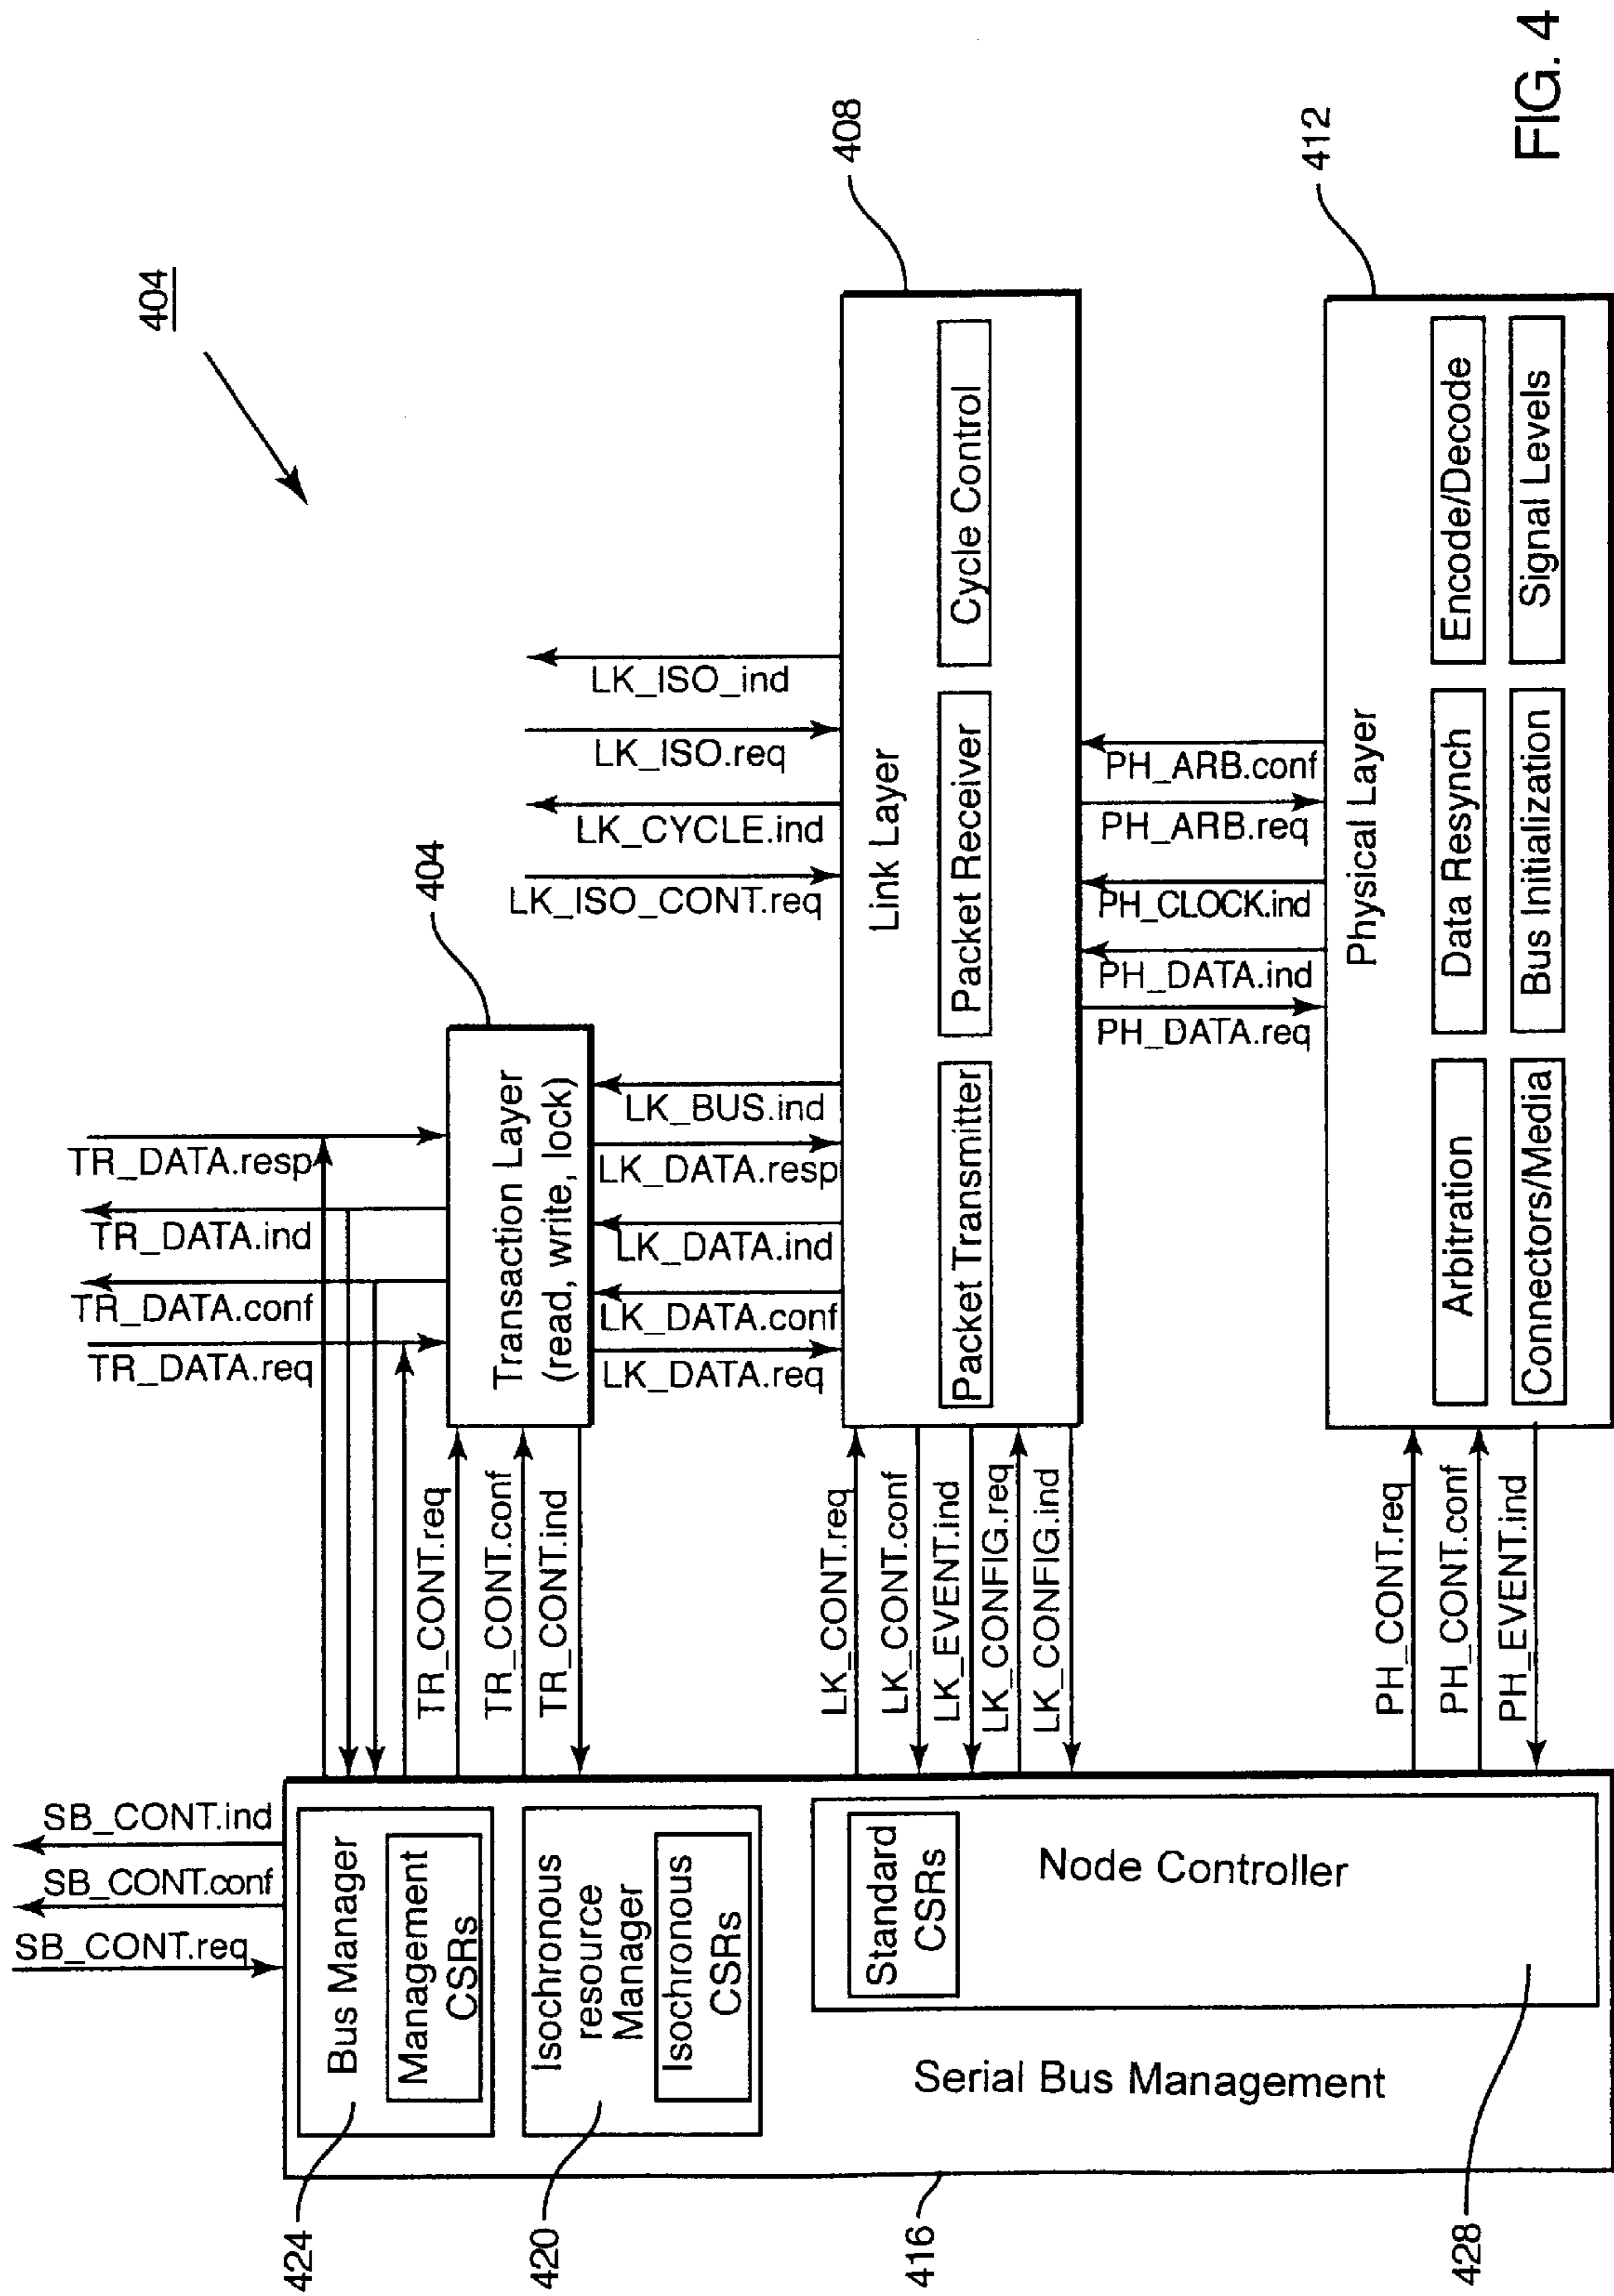 404
SB_CONT.req
SB_CONT.conf
SB_CONT.ind
424
Bus Manager
Management
CSRs
420
Isochronous
resource
Manager
Isochronous
CSRs
416
Serial Bus Management
Standard
CSRs
Node Controller
428
TR_DATA.req
TR_DATA.conf
TR_DATA.ind
TR_DATA.resp
TR_CONT.req
TR_CONT.conf
TR_CONT.ind
404
Transaction Layer
(read, write, lock)
LK_DATA.req
LK_DATA.conf
LK_DATA.ind
LK_DATA.resp
LK_BUS.ind
LK_ISO_CONT.req
LK_CYCLE.ind
LK_ISO.req
LK_ISO_ind
LK_CONT.req
LK_CONT.conf
LK_EVENT.ind
LK_CONFIG.req
LK_CONFIG.ind
408
Link Layer
Packet Transmitter
Packet Receiver
Cycle Control
PH_DATA.req
PH_DATA.ind
PH_CLOCK.ind
PH_ARB.req
PH_ARB.conf
PH_CONT.req
PH_CONT.conf
PH_EVENT.ind
412
Physical Layer
Arbitration
Data Resynch
Encode/Decode
Connectors/Media
Bus Initialization
Signal Levels
FIG. 4